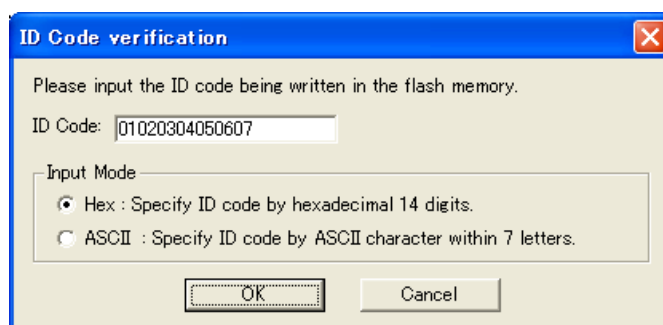 ID Code verification
Please input the ID code being written in the flash memory.
ID Code: 01020304050607
Input Mode
Hex : Specify ID code by hexadecimal 14 digits.
ASCII : Specify ID code by ASCII character within 7 letters.
OK Cancel